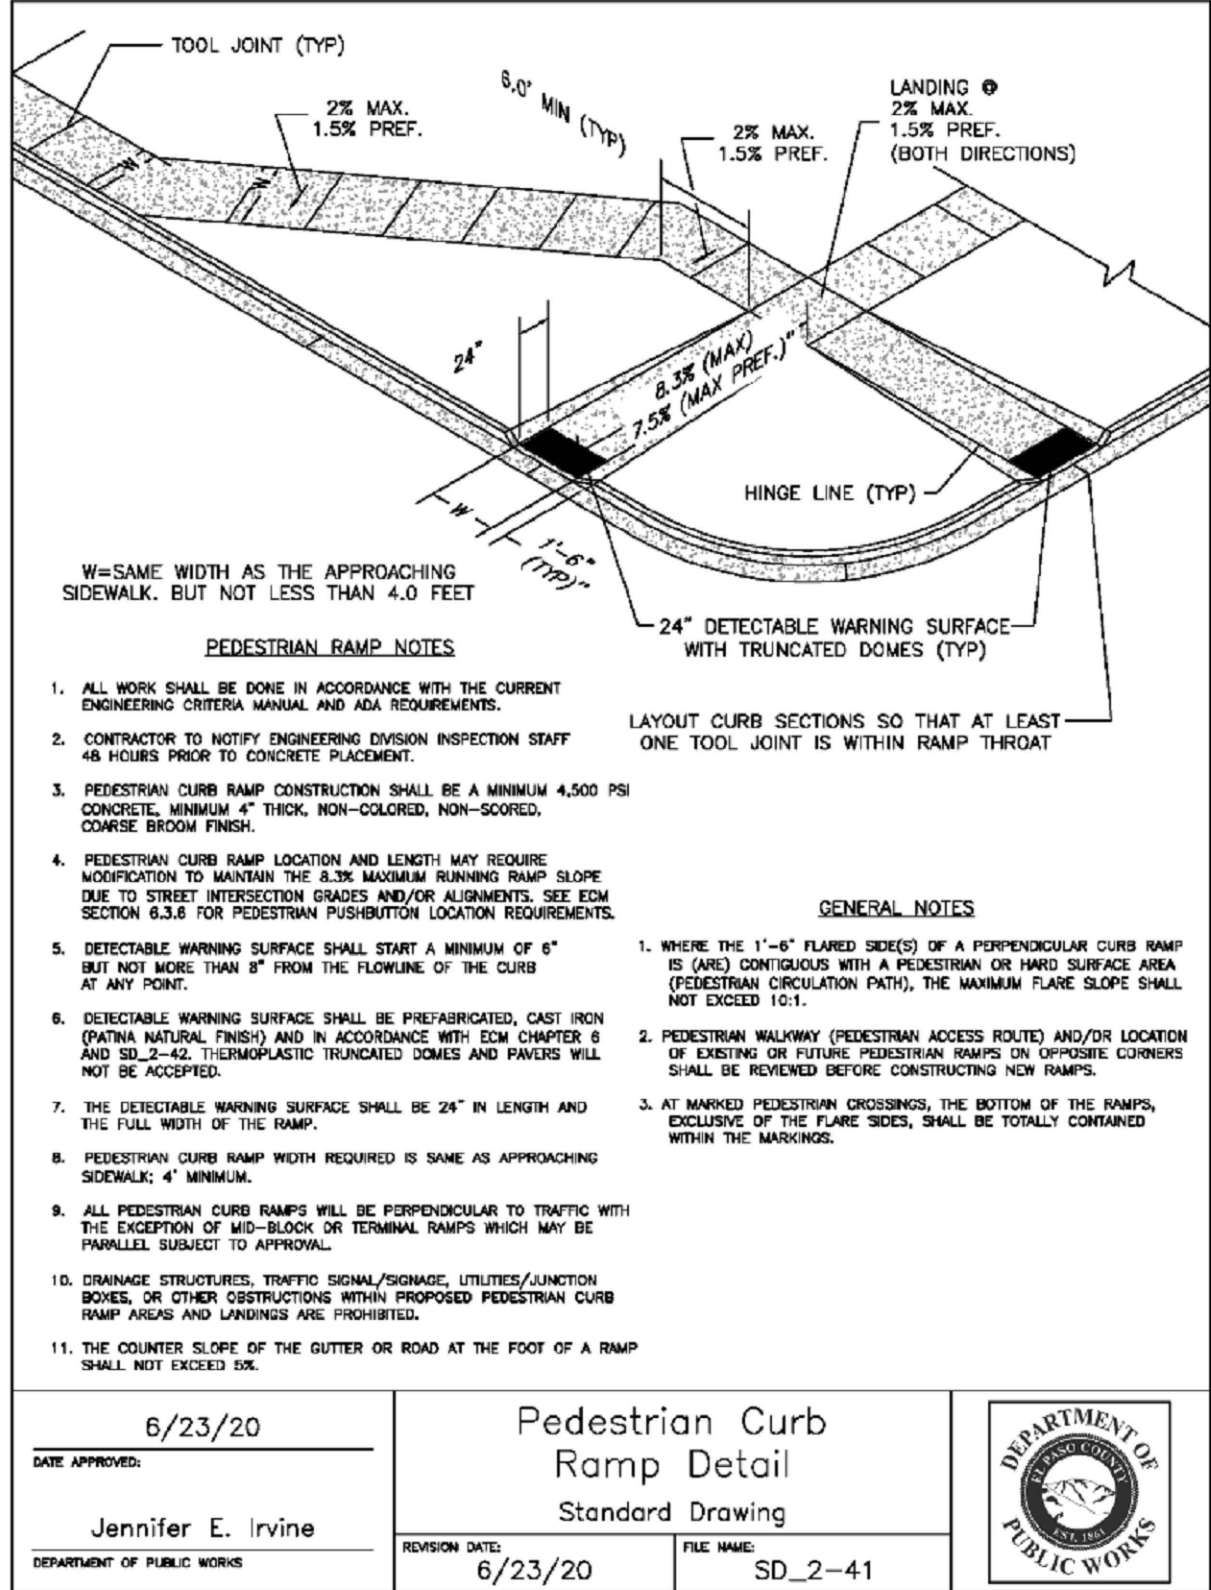 TOOL JOINT (TYP)
2% MAX.
1.5% PREF.
6.0' MIN (TYP)
2% MAX.
1.5% PREF.
LANDING @
2% MAX.
1.5% PREF.
(BOTH DIRECTIONS)
W
W
24"
8.3% (MAX)
7.5% (MAX PREF.)"
HINGE LINE (TYP)
W
1'-6"
(TYP)"
W=SAME WIDTH AS THE APPROACHING
SIDEWALK. BUT NOT LESS THAN 4.0 FEET
24" DETECTABLE WARNING SURFACE
WITH TRUNCATED DOMES (TYP)
LAYOUT CURB SECTIONS SO THAT AT LEAST
ONE TOOL JOINT IS WITHIN RAMP THROAT
PEDESTRIAN RAMP NOTES
1. ALL WORK SHALL BE DONE IN ACCORDANCE WITH THE CURRENT
ENGINEERING CRITERIA MANUAL AND ADA REQUIREMENTS.
2. CONTRACTOR TO NOTIFY ENGINEERING DIVISION INSPECTION STAFF
48 HOURS PRIOR TO CONCRETE PLACEMENT.
3. PEDESTRIAN CURB RAMP CONSTRUCTION SHALL BE A MINIMUM 4,500 PSI
CONCRETE, MINIMUM 4" THICK, NON-COLORED, NON-SCORED,
COARSE BROOM FINISH.
4. PEDESTRIAN CURB RAMP LOCATION AND LENGTH MAY REQUIRE
MODIFICATION TO MAINTAIN THE 8.3% MAXIMUM RUNNING RAMP SLOPE
DUE TO STREET INTERSECTION GRADES AND/OR ALIGNMENTS. SEE ECM
SECTION 6.3.6 FOR PEDESTRIAN PUSHBUTTON LOCATION REQUIREMENTS.
5. DETECTABLE WARNING SURFACE SHALL START A MINIMUM OF 6"
BUT NOT MORE THAN 8" FROM THE FLOWLINE OF THE CURB
AT ANY POINT.
6. DETECTABLE WARNING SURFACE SHALL BE PREFABRICATED, CAST IRON
(PATINA NATURAL FINISH) AND IN ACCORDANCE WITH ECM CHAPTER 6
AND SD_2-42. THERMOPLASTIC TRUNCATED DOMES AND PAVERS WILL
NOT BE ACCEPTED.
7. THE DETECTABLE WARNING SURFACE SHALL BE 24" IN LENGTH AND
THE FULL WIDTH OF THE RAMP.
8. PEDESTRIAN CURB RAMP WIDTH REQUIRED IS SAME AS APPROACHING
SIDEWALK; 4' MINIMUM.
9. ALL PEDESTRIAN CURB RAMPS WILL BE PERPENDICULAR TO TRAFFIC WITH
THE EXCEPTION OF MID-BLOCK OR TERMINAL RAMPS WHICH MAY BE
PARALLEL SUBJECT TO APPROVAL.
10. DRAINAGE STRUCTURES, TRAFFIC SIGNAL/SIGNAGE, UTILITIES/JUNCTION
BOXES, OR OTHER OBSTRUCTIONS WITHIN PROPOSED PEDESTRIAN CURB
RAMP AREAS AND LANDINGS ARE PROHIBITED.
11. THE COUNTER SLOPE OF THE GUTTER OR ROAD AT THE FOOT OF A RAMP
SHALL NOT EXCEED 5%.
GENERAL NOTES
1. WHERE THE 1'-6" FLARED SIDE(S) OF A PERPENDICULAR CURB RAMP
IS (ARE) CONTIGUOUS WITH A PEDESTRIAN OR HARD SURFACE AREA
(PEDESTRIAN CIRCULATION PATH), THE MAXIMUM FLARE SLOPE SHALL
NOT EXCEED 10:1.
2. PEDESTRIAN WALKWAY (PEDESTRIAN ACCESS ROUTE) AND/OR LOCATION
OF EXISTING OR FUTURE PEDESTRIAN RAMPS ON OPPOSITE CORNERS
SHALL BE REVIEWED BEFORE CONSTRUCTING NEW RAMPS.
3. AT MARKED PEDESTRIAN CROSSINGS, THE BOTTOM OF THE RAMPS,
EXCLUSIVE OF THE FLARE SIDES, SHALL BE TOTALLY CONTAINED
WITHIN THE MARKINGS.
6/23/20
DATE APPROVED:
Jennifer E. Irvine
DEPARTMENT OF PUBLIC WORKS
Pedestrian Curb
Ramp Detail
Standard Drawing
REVISION DATE:
6/23/20
FILE NAME:
SD_2-41
DEPARTMENT OF
EL PASO COUNTY
EST. 1861
PUBLIC WORKS